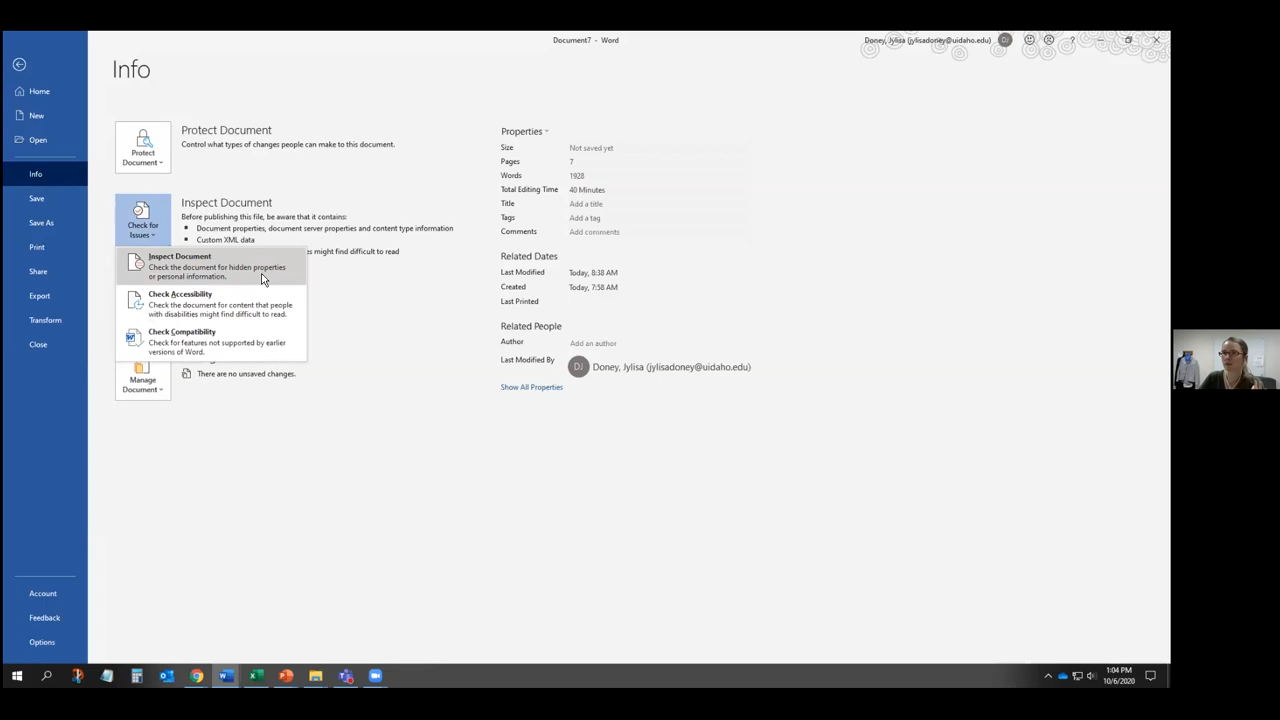 Document7 - Word
Doney, Jylisa (jylisadoney@uidaho.edu)
DJ
?
Info
Home
New
Open
Info
Save
Save As
Print
Share
Export
Transform
Close
Account
Feedback
Options
Protect Document
Protect Document
Control what types of changes people can make to this document.
Check for Issues
Inspect Document
Before publishing this file, be aware that it contains:
Document properties, document server properties and content type information
Custom XML data
es might find difficult to read
Inspect Document
Check the document for hidden properties
or personal information.
Check Accessibility
Check the document for content that people
with disabilities might find difficult to read.
Check Compatibility
Check for features not supported by earlier
versions of Word.
Manage Document
There are no unsaved changes.
Properties
Size Not saved yet
Pages 7
Words 1928
Total Editing Time 40 Minutes
Title Add a title
Tags Add a tag
Comments Add comments
Related Dates
Last Modified Today, 8:38 AM
Created Today, 7:58 AM
Last Printed
Related People
Author Add an author
Last Modified By DJ Doney, Jylisa (jylisadoney@uidaho.edu)
Show All Properties
1:04 PM
10/6/2020